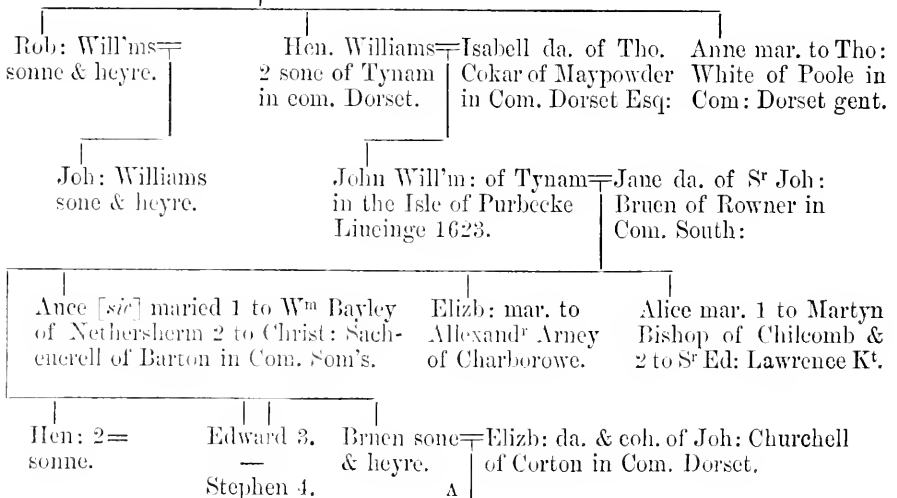 Rob: Will'ms
sonne & heyre.
Hen. Williams
2 sone of Tynam
in com. Dorset.
Isabell da. of Tho.
Cokar of Maypowder
in Com. Dorset Esq:
Anne mar. to Tho:
White of Poole in
Com: Dorset gent.
Joh: Williams
sone & heyre.
John Will'm: of Tynam
in the Isle of Purbecke
Liueinge 1623.
Jane da. of Sʳ Joh:
Bruen of Rowner in
Com. South:
Ance [sic] maried 1 to Wᵐ Bayley
of Nethersherm 2 to Christ: Sach-
enerell of Barton in Com. Som's.
Elizb: mar. to
Allexandʳ Arney
of Charborowe.
Alice mar. 1 to Martyn
Bishop of Chilcomb &
2 to Sʳ Ed: Lawrence Kᵗ.
Hen: 2=
sonne.
Edward 3.
—
Stephen 4.
Bruen sone
& heyre.
Elizb: da. & coh. of Joh: Churchell
of Corton in Com. Dorset.
A